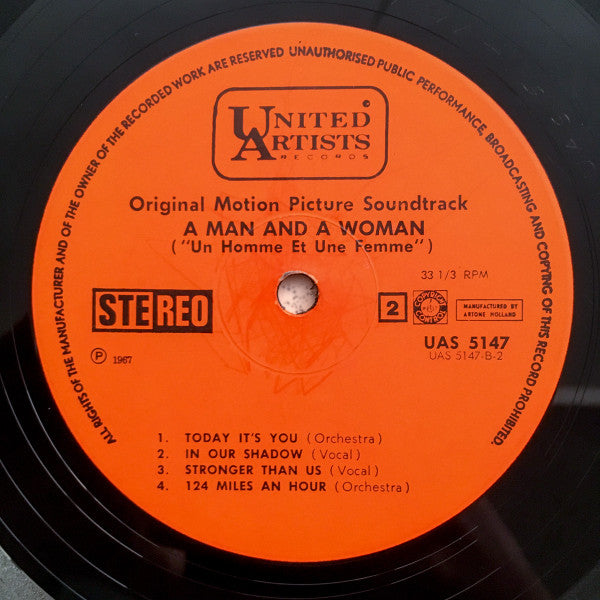 ALL RIGHTS OF THE MANUFACTURER AND OF THE OWNER OF THE RECORDED WORK ARE RESERVED UNAUTHORISED PUBLIC PERFORMANCE, BROADCASTING AND COPYING OF THIS RECORD PROHIBITED.
©
UNITED
ARTISTS
RECORDS
Original Motion Picture Soundtrack
A MAN AND A WOMAN
("Un Homme Et Une Femme")
33 1/3 RPM
STEREO
2
COPYRIGHT
CONTROL
MANUFACTURED BY
ARTONE HOLLAND
UAS 5147
UAS 5147-B-2
℗ 1967
1. TODAY IT'S YOU (Orchestra)
2. IN OUR SHADOW (Vocal)
3. STRONGER THAN US (Vocal)
4. 124 MILES AN HOUR (Orchestra)